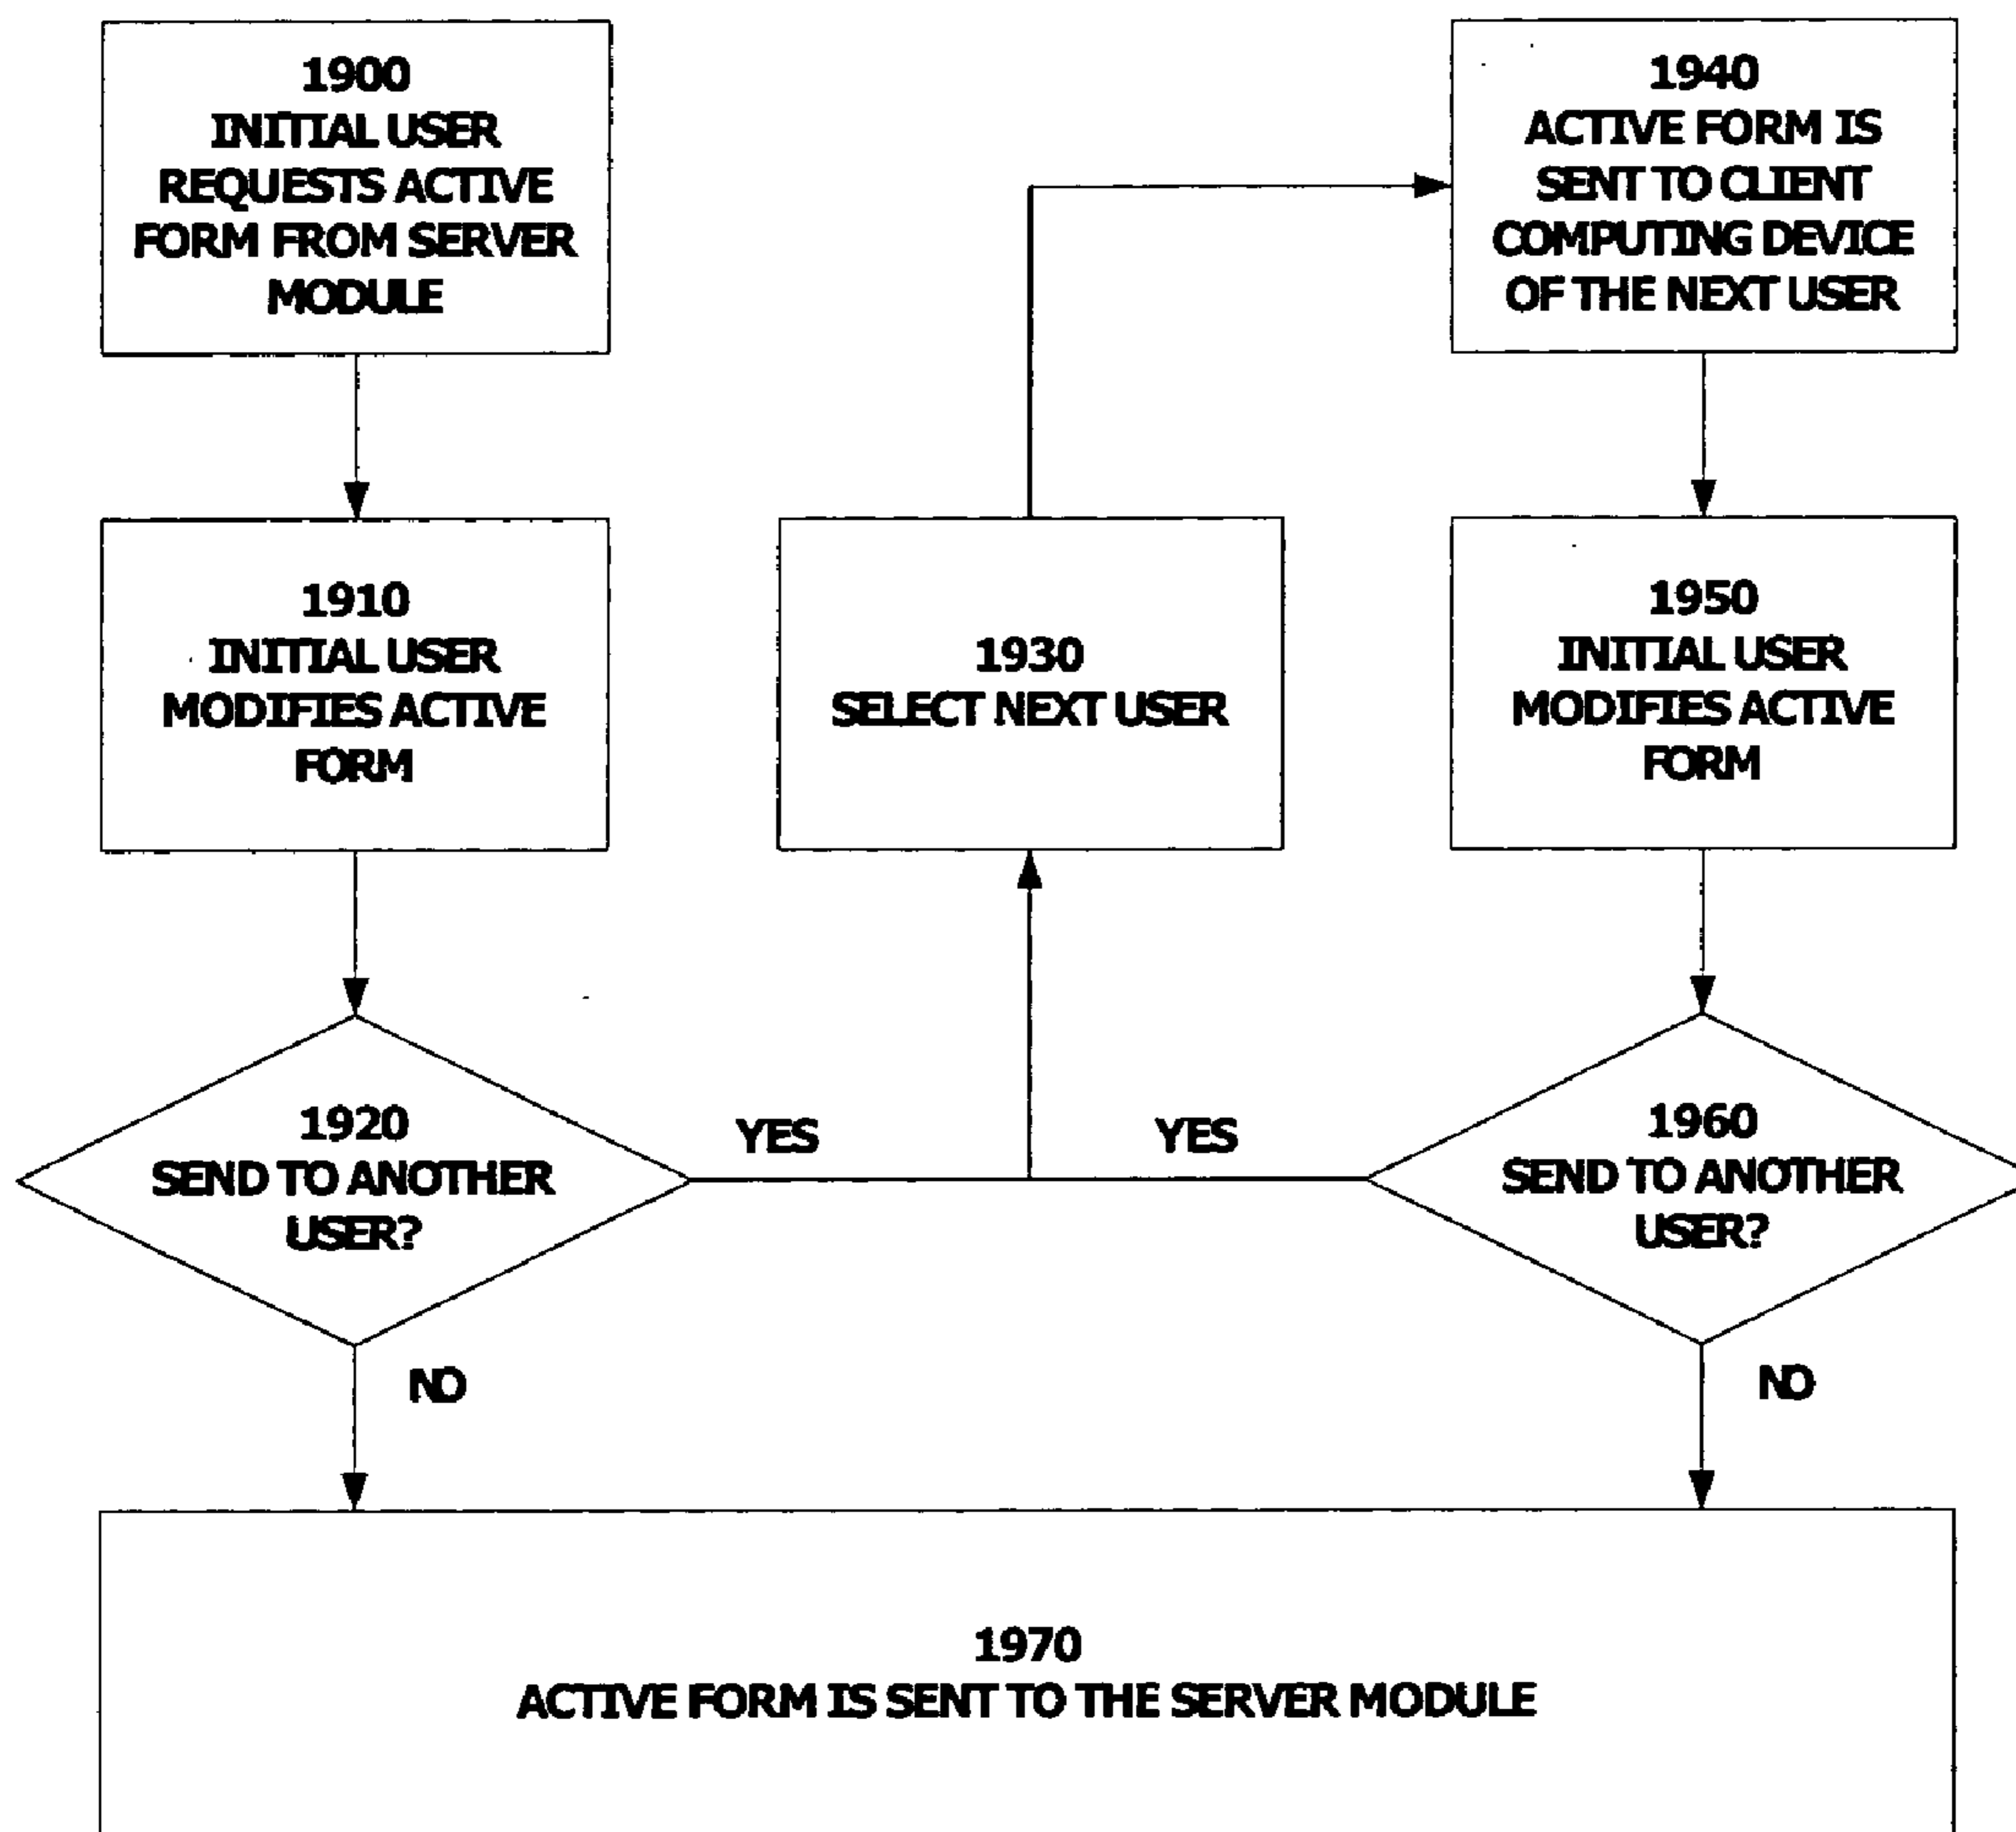 1900
INITIAL USER
REQUESTS ACTIVE
FORM FROM SERVER
MODULE
1940
ACTIVE FORM IS
SENT TO CLIENT
COMPUTING DEVICE
OF THE NEXT USER
1910
INITIAL USER
MODIFIES ACTIVE
FORM
1930
SELECT NEXT USER
1950
INITIAL USER
MODIFIES ACTIVE
FORM
1920
SEND TO ANOTHER
USER?
YES
YES
1960
SEND TO ANOTHER
USER?
NO
NO
1970
ACTIVE FORM IS SENT TO THE SERVER MODULE